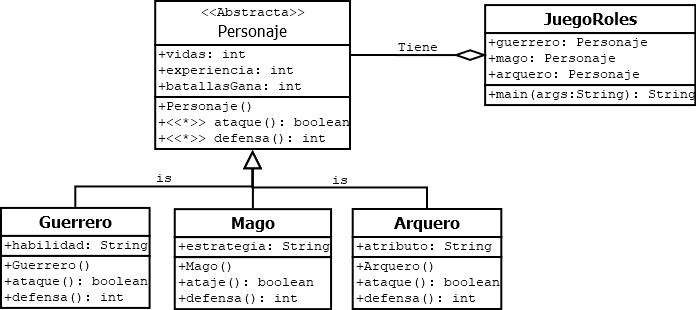 <<Abstracta>>
Personaje
+vidas: int
+experiencia: int
+batallasGana: int
+Personaje()
+<<*>> ataque(): boolean
+<<*>> defensa(): int
Tiene
JuegoRoles
+guerrero: Personaje
+mago: Personaje
+arquero: Personaje
+main(args:String): String
is
is
Guerrero
+habilidad: String
+Guerrero()
+ataque(): boolean
+defensa(): int
Mago
+estrategia: String
+Mago()
+ataje(): boolean
+defensa(): int
Arquero
+atributo: String
+Arquero()
+ataque(): boolean
+defensa(): int